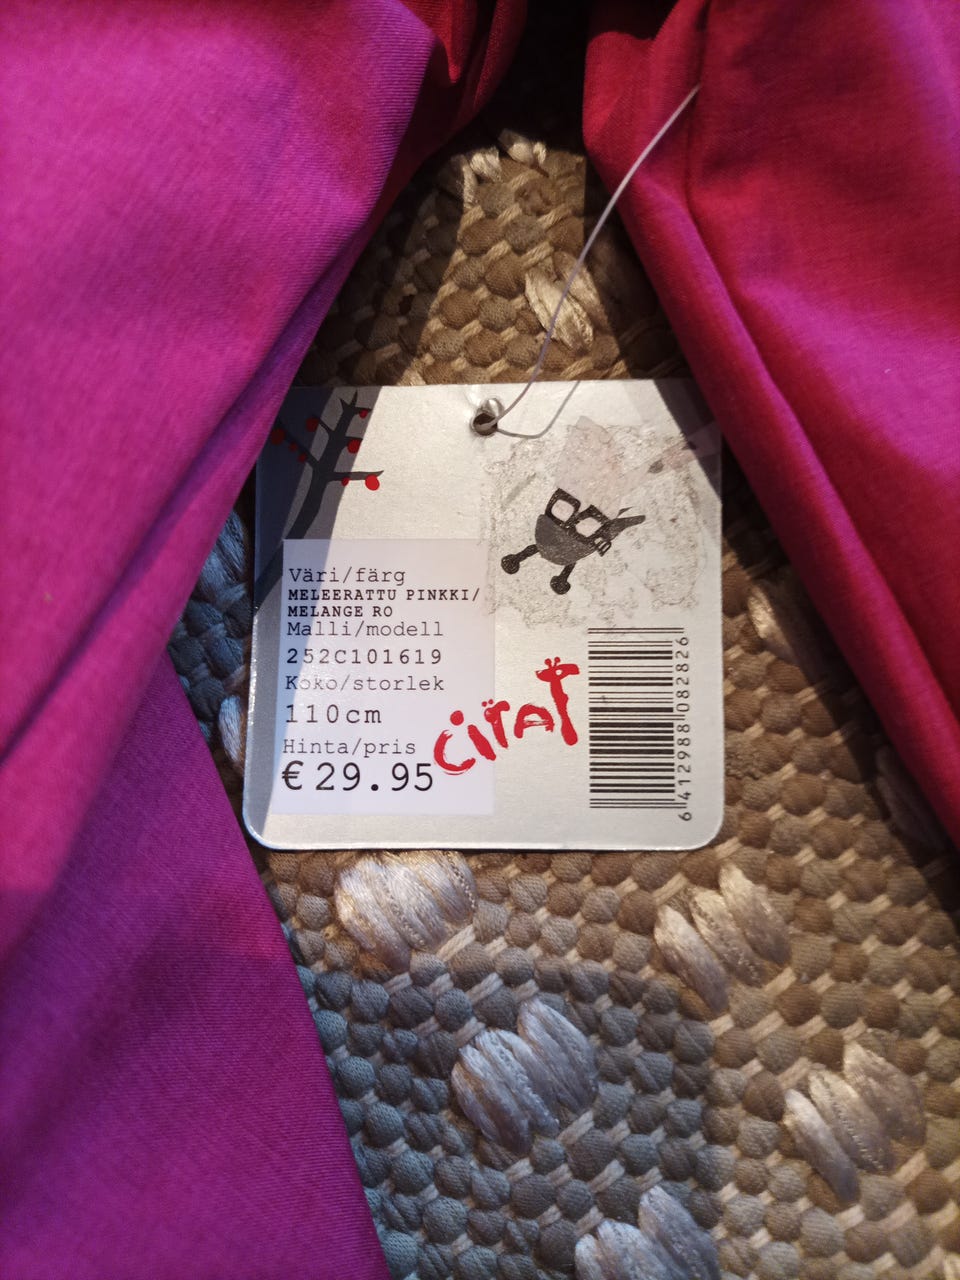 Väri/färg
MELEERATTU PINKKI/
MELANGE RO
Malli/modell
252C101619
Koko/storlek
110cm
Hinta/pris
€ 29.95
CiTAT
6412988082826